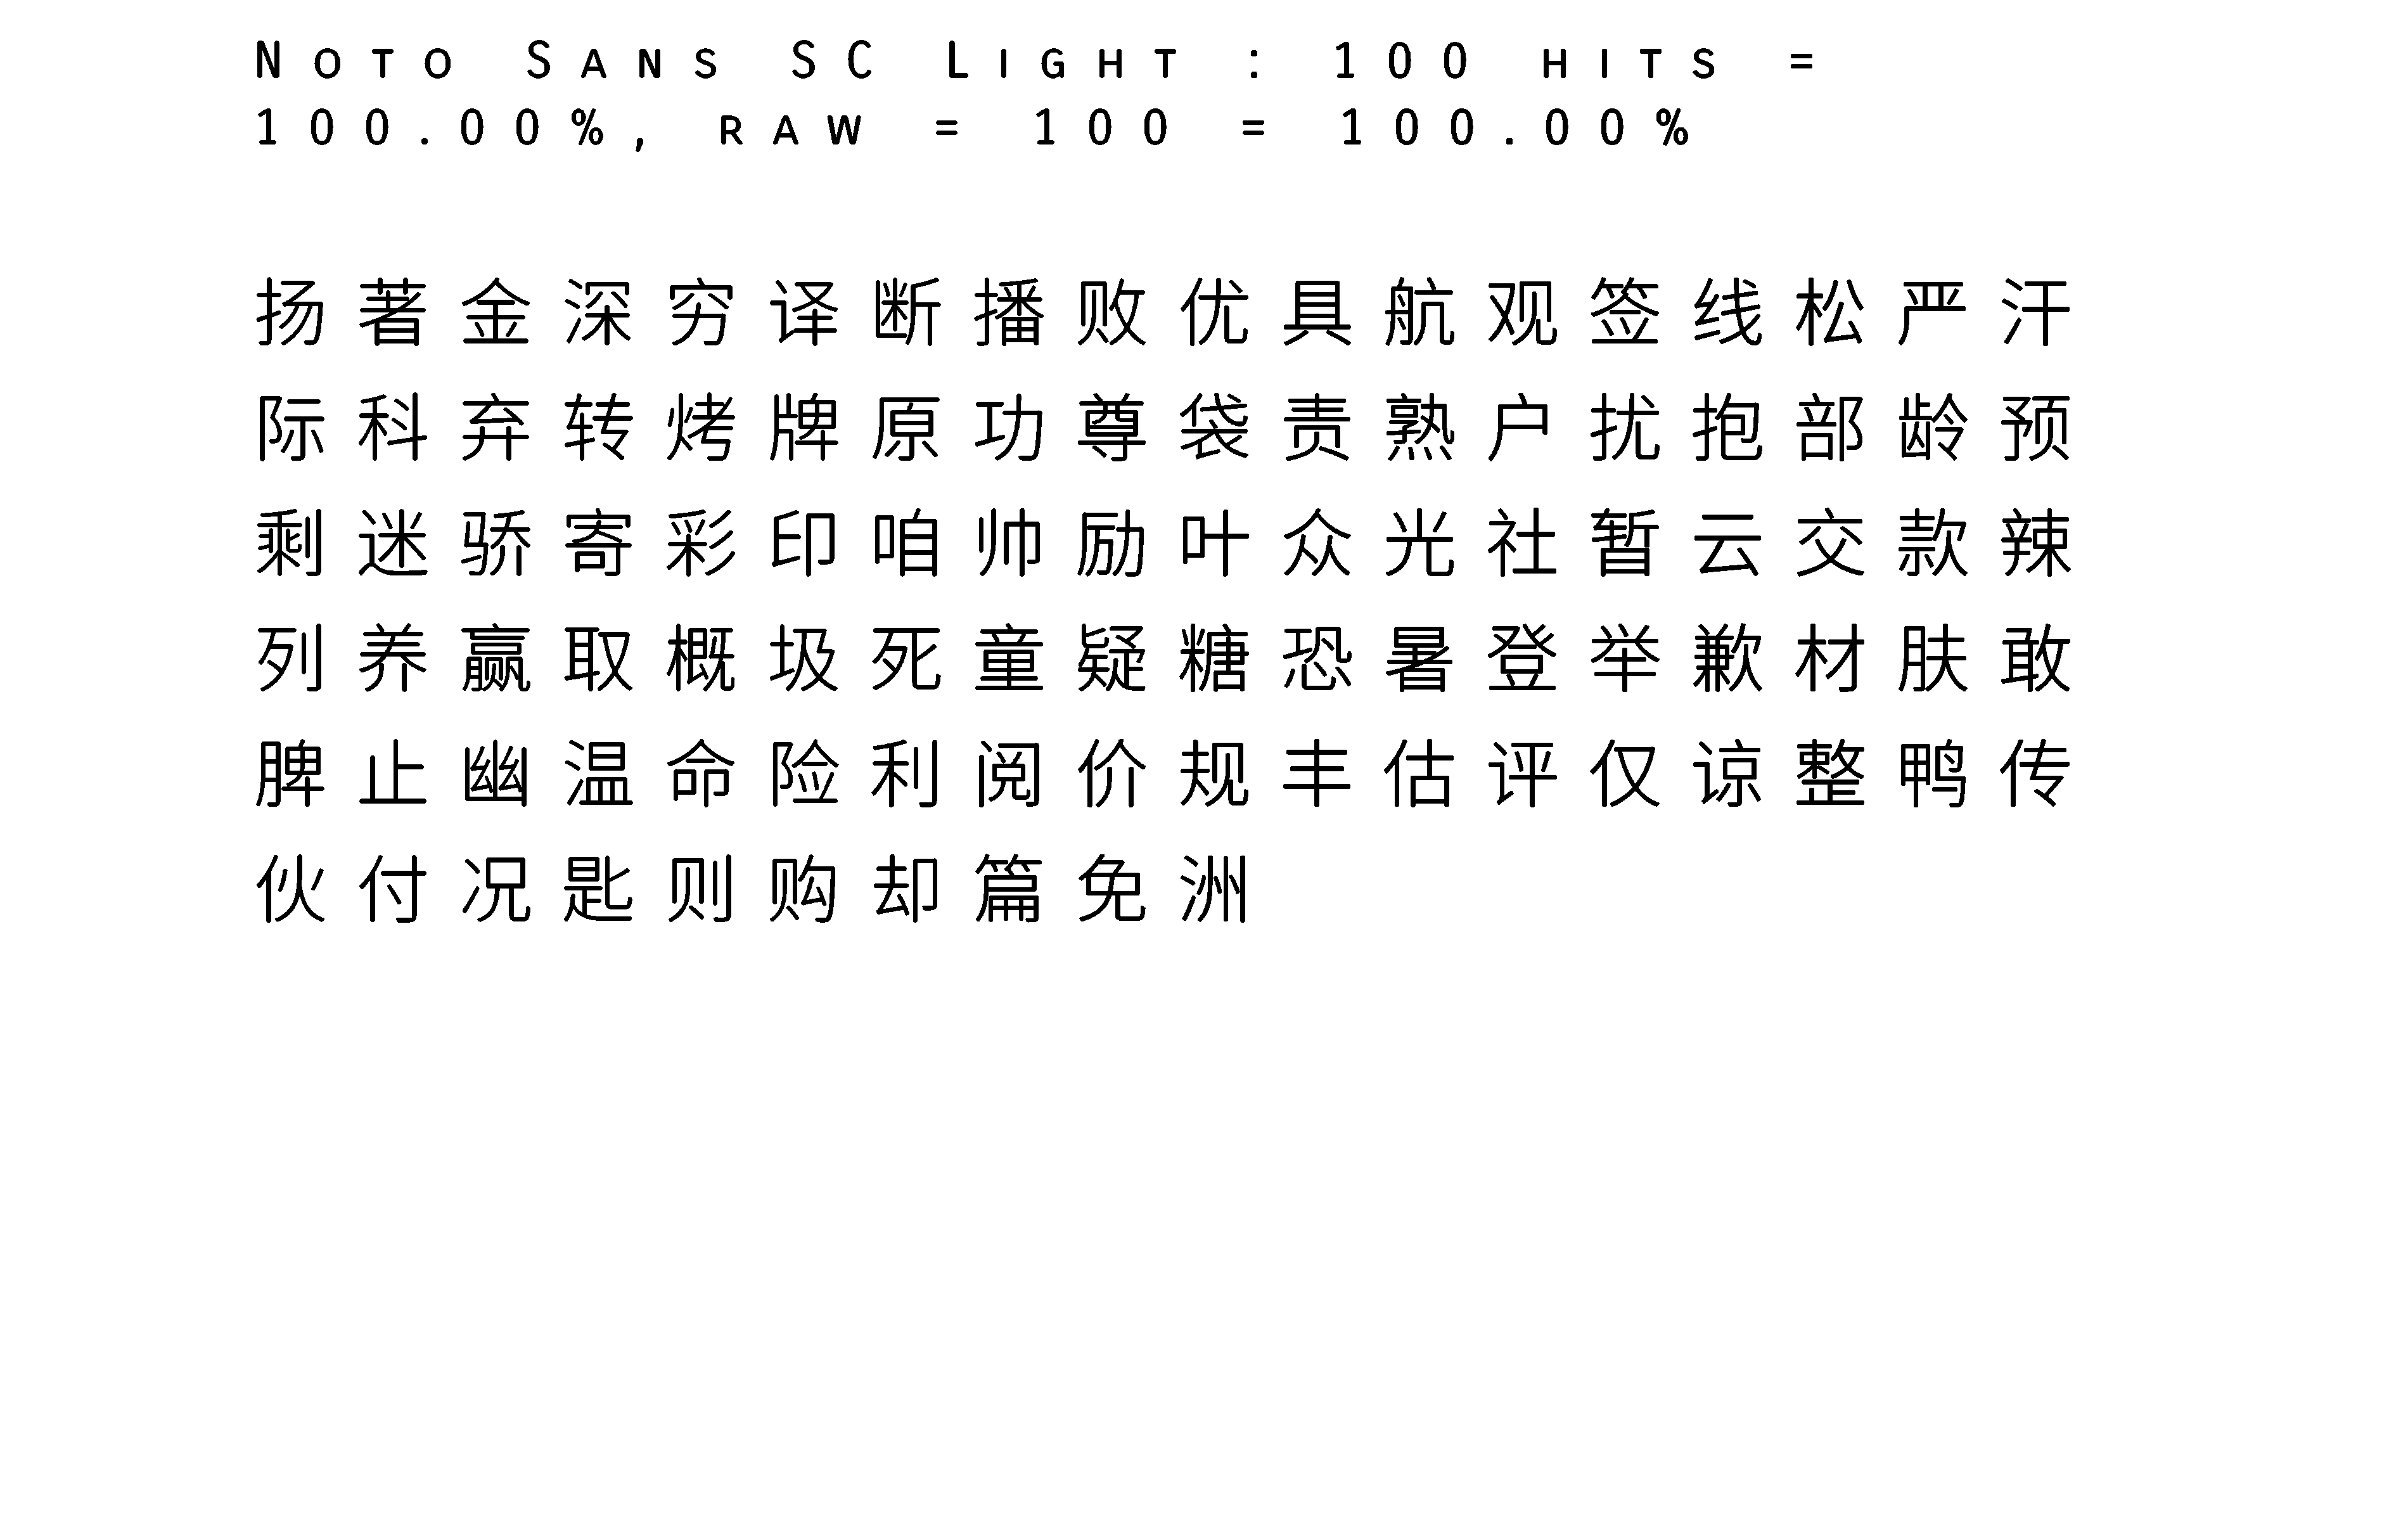 Noto Sans SC Light : 100 hits =
100.00%, raw = 100 = 100.00%
扬著金深穷译断播败优具航观签线松严汗
际科弃转烤牌原功尊袋责熟户扰抱部龄预
剩迷骄寄彩印咱帅励叶众光社暂云交款辣
列养赢取概圾死童疑糖恐暑登举歉材肤敢
脾止幽温命险利阅价规丰估评仅谅整鸭传
伙付况匙则购却篇免洲